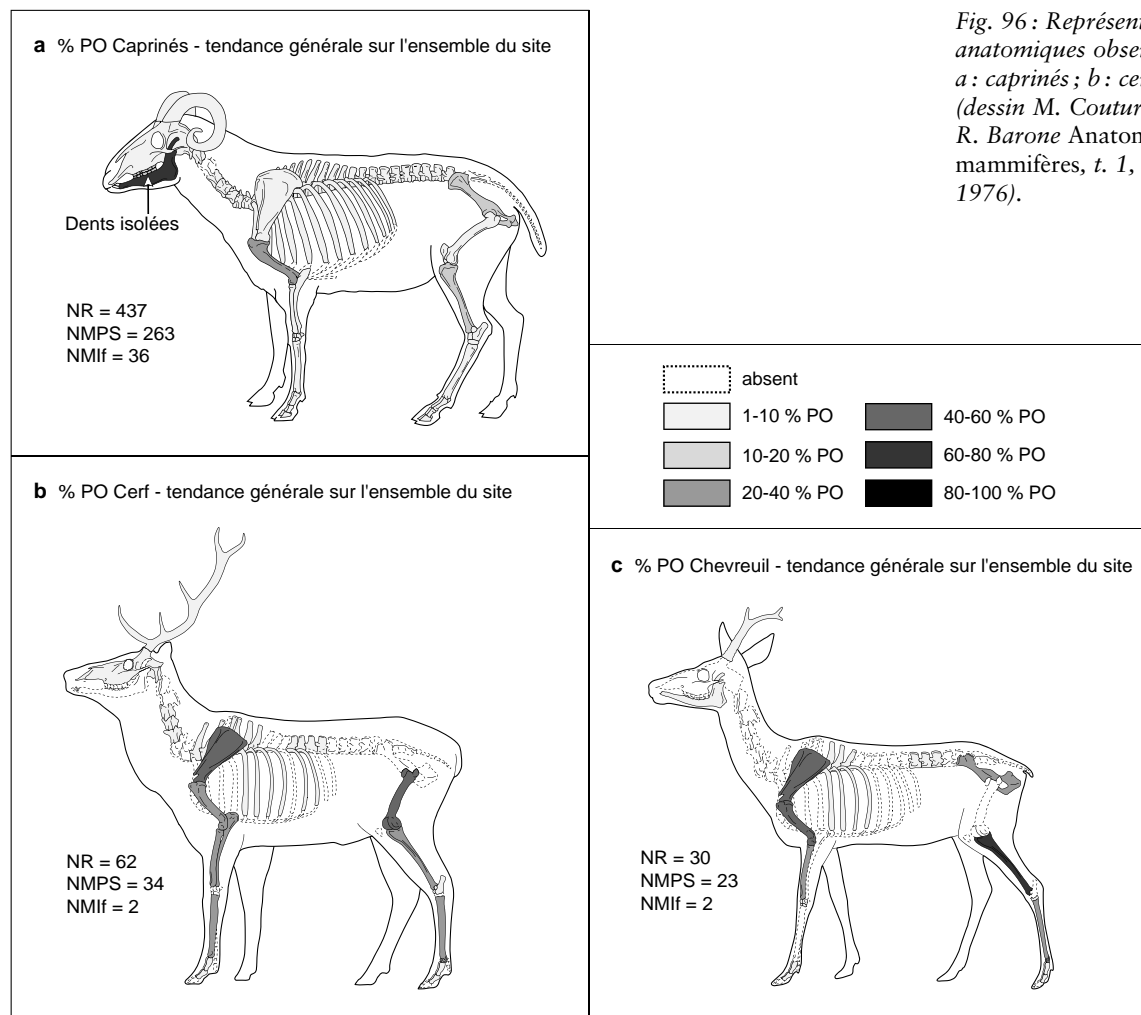 a % PO Caprinés - tendance générale sur l'ensemble du site
Dents isolées
NR = 437
NMPS = 263
NMIf = 36
Fig. 96 : Représent
anatomiques obser
a : caprinés ; b : ce
(dessin M. Coutur
R. Barone Anaton
mammifères, t. 1,
1976).
absent
1-10 % PO
10-20 % PO
20-40 % PO
40-60 % PO
60-80 % PO
80-100 % PO
b % PO Cerf - tendance générale sur l'ensemble du site
NR = 62
NMPS = 34
NMIf = 2
c % PO Chevreuil - tendance générale sur l'ensemble du site
NR = 30
NMPS = 23
NMIf = 2